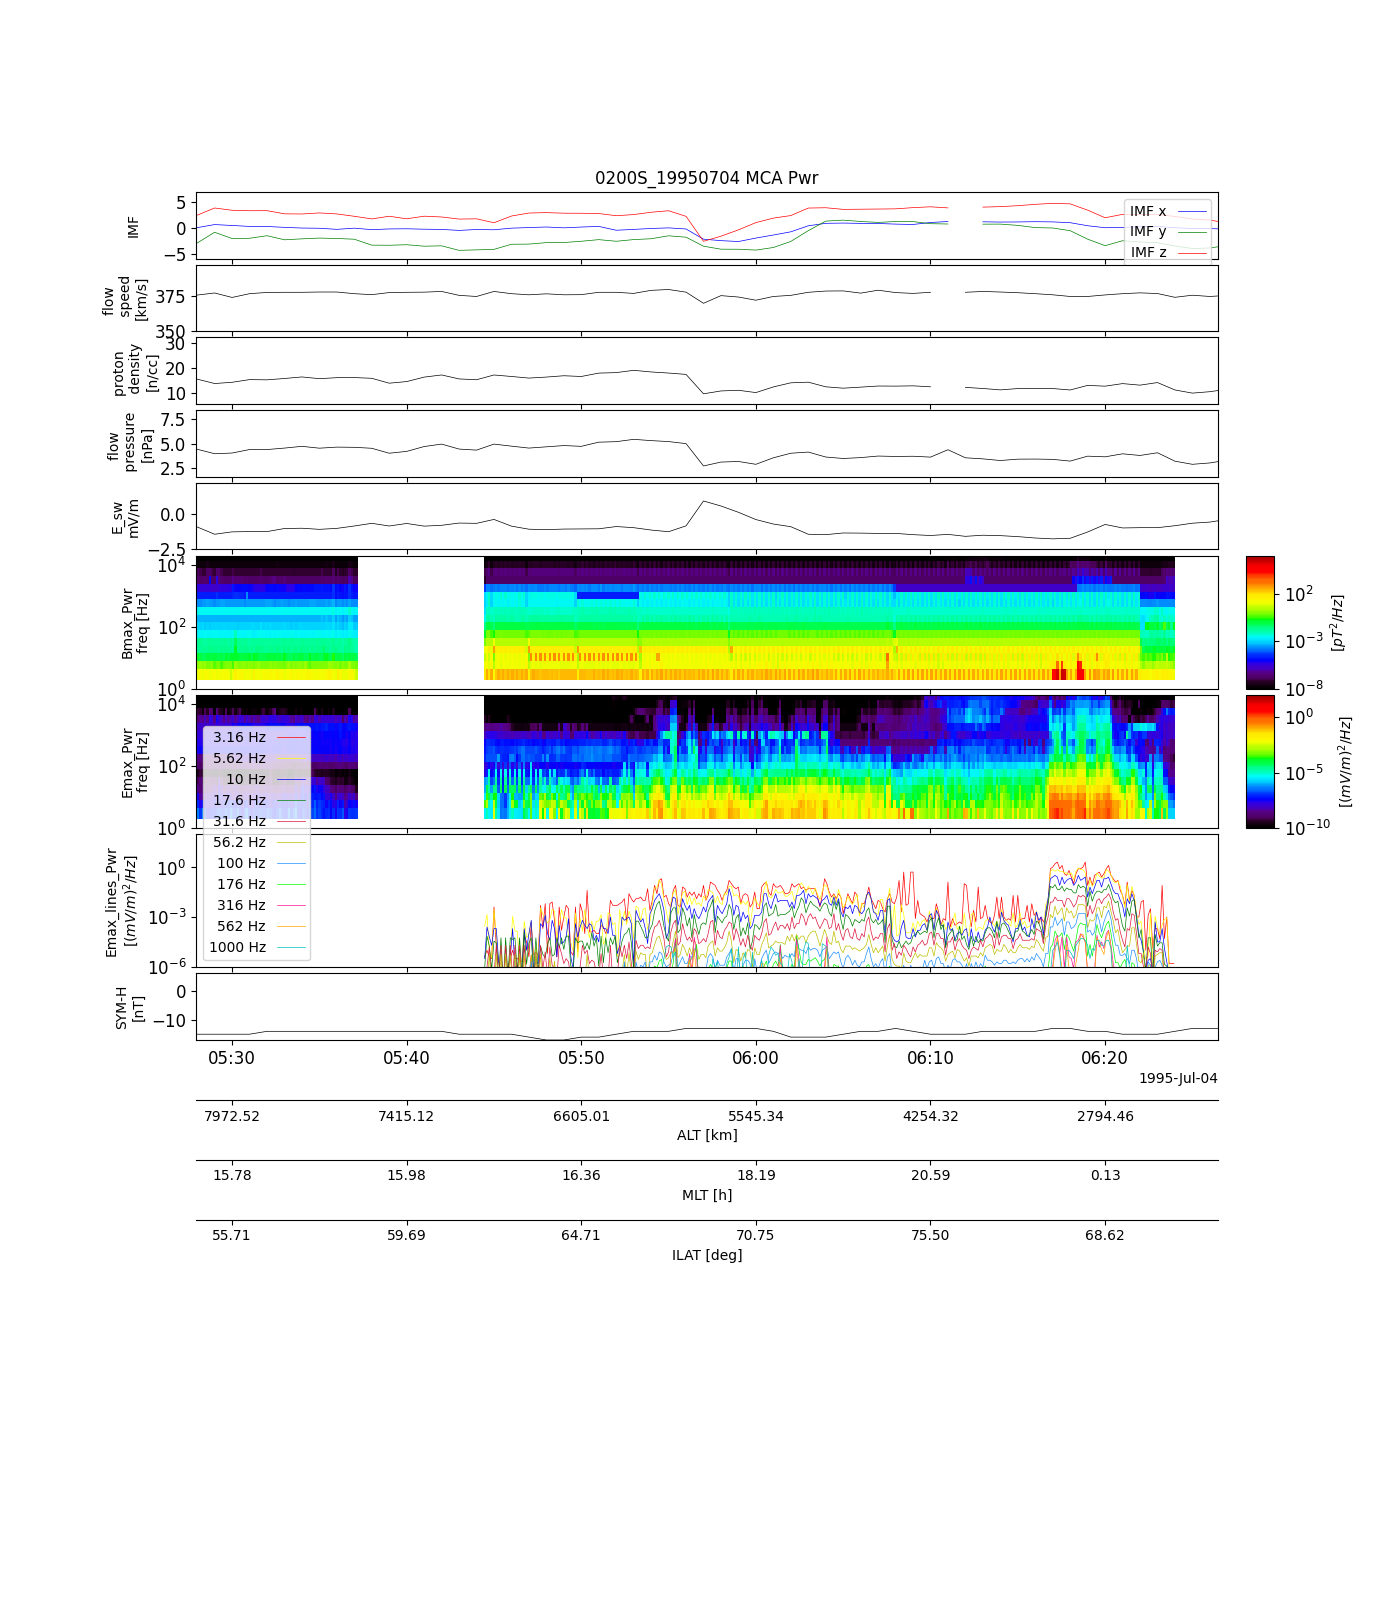 0200S_19950704 MCA Pwr
5
0
−5
IMF
IMF x
IMF y
IMF z
375
350
flow
speed
[km/s]
30
20
10
proton
density
[n/cc]
7.5
5.0
2.5
flow
pressure
[nPa]
0.0
−2.5
E_sw
mV/m
10^4
10^2
10^0
Bmax_Pwr
freq [Hz]
10^2
10^−3
10^−8
[pT^2/Hz]
10^4
10^2
10^0
Emax_Pwr
freq [Hz]
10^0
10^−5
10^−10
[(mV/m)^2/Hz]
3.16 Hz
5.62 Hz
10 Hz
17.6 Hz
31.6 Hz
56.2 Hz
100 Hz
176 Hz
316 Hz
562 Hz
1000 Hz
10^0
10^−3
10^−6
Emax_lines_Pwr
[(mV/m)^2/Hz]
0
−10
SYM-H
[nT]
05:30 05:40 05:50 06:00 06:10 06:20
1995-Jul-04
7972.52 7415.12 6605.01 5545.34 4254.32 2794.46
ALT [km]
15.78 15.98 16.36 18.19 20.59 0.13
MLT [h]
55.71 59.69 64.71 70.75 75.50 68.62
ILAT [deg]